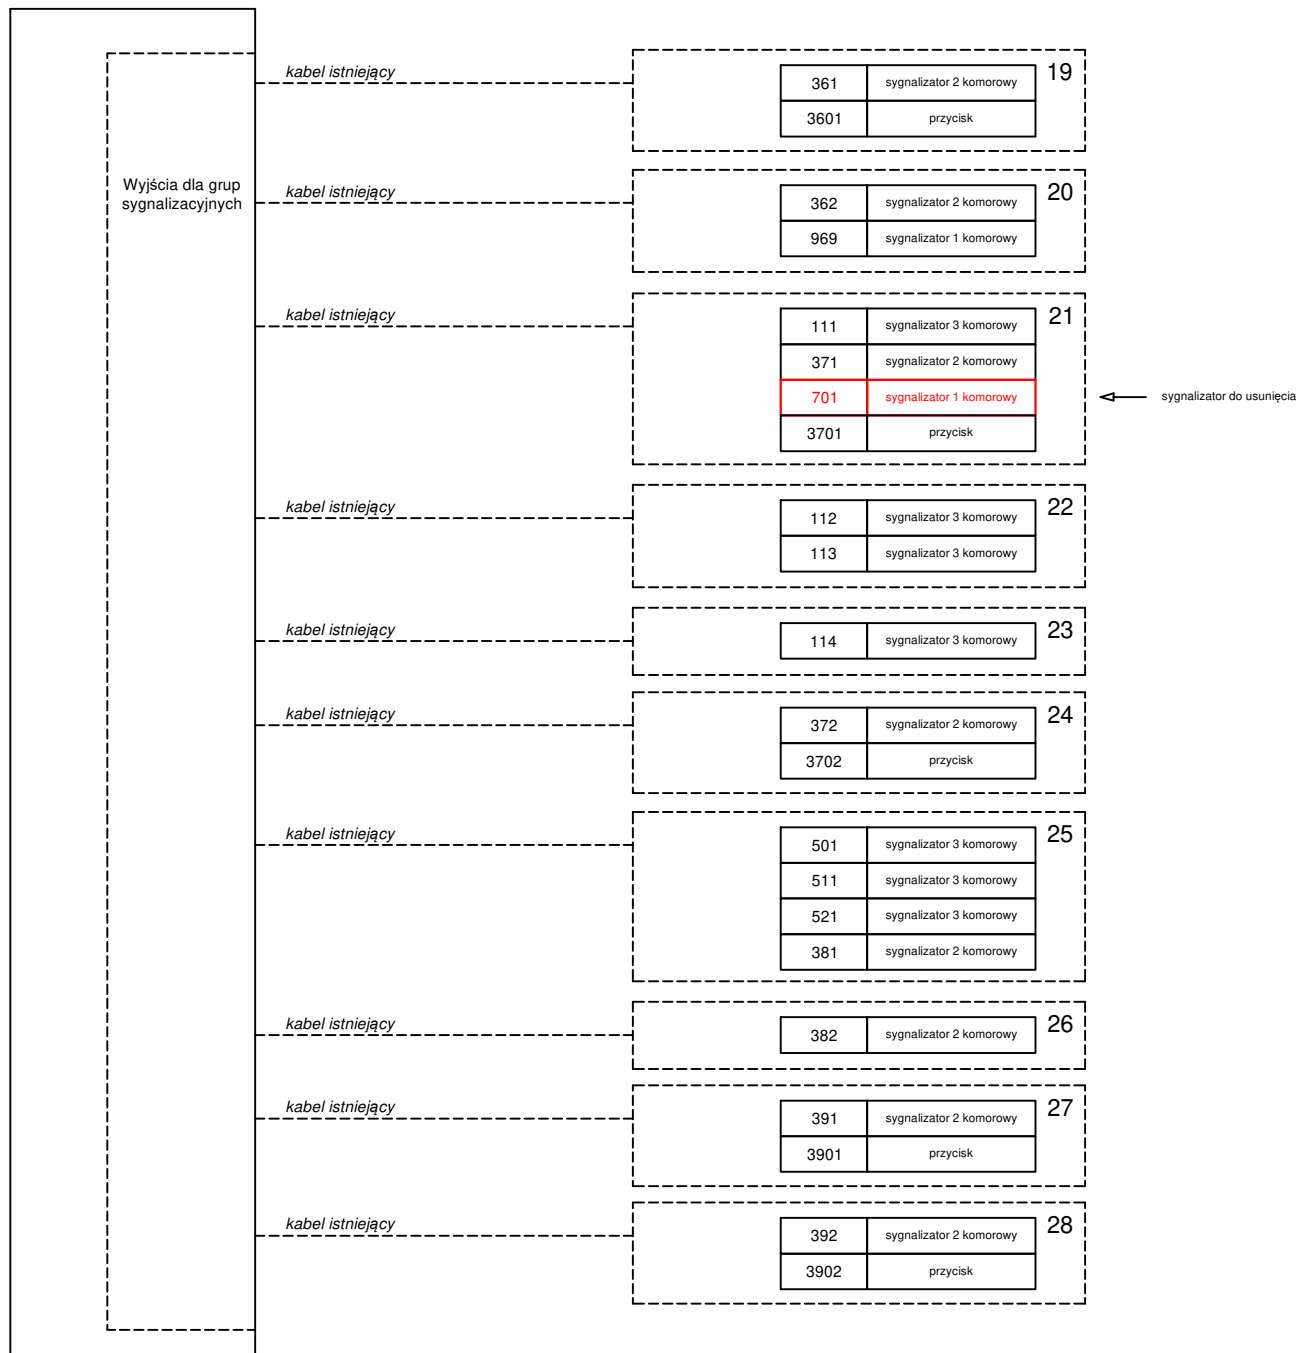 Wyjścia dla grup
sygnalizacyjnych
kabel istniejący
19
361 sygnalizator 2 komorowy
3601 przycisk
kabel istniejący
20
362 sygnalizator 2 komorowy
969 sygnalizator 1 komorowy
kabel istniejący
21
111 sygnalizator 3 komorowy
371 sygnalizator 2 komorowy
701 sygnalizator 1 komorowy
sygnalizator do usunięcia
3701 przycisk
kabel istniejący
22
112 sygnalizator 3 komorowy
113 sygnalizator 3 komorowy
kabel istniejący
23
114 sygnalizator 3 komorowy
kabel istniejący
24
372 sygnalizator 2 komorowy
3702 przycisk
kabel istniejący
25
501 sygnalizator 3 komorowy
511 sygnalizator 3 komorowy
521 sygnalizator 3 komorowy
381 sygnalizator 2 komorowy
kabel istniejący
26
382 sygnalizator 2 komorowy
kabel istniejący
27
391 sygnalizator 2 komorowy
3901 przycisk
kabel istniejący
28
392 sygnalizator 2 komorowy
3902 przycisk